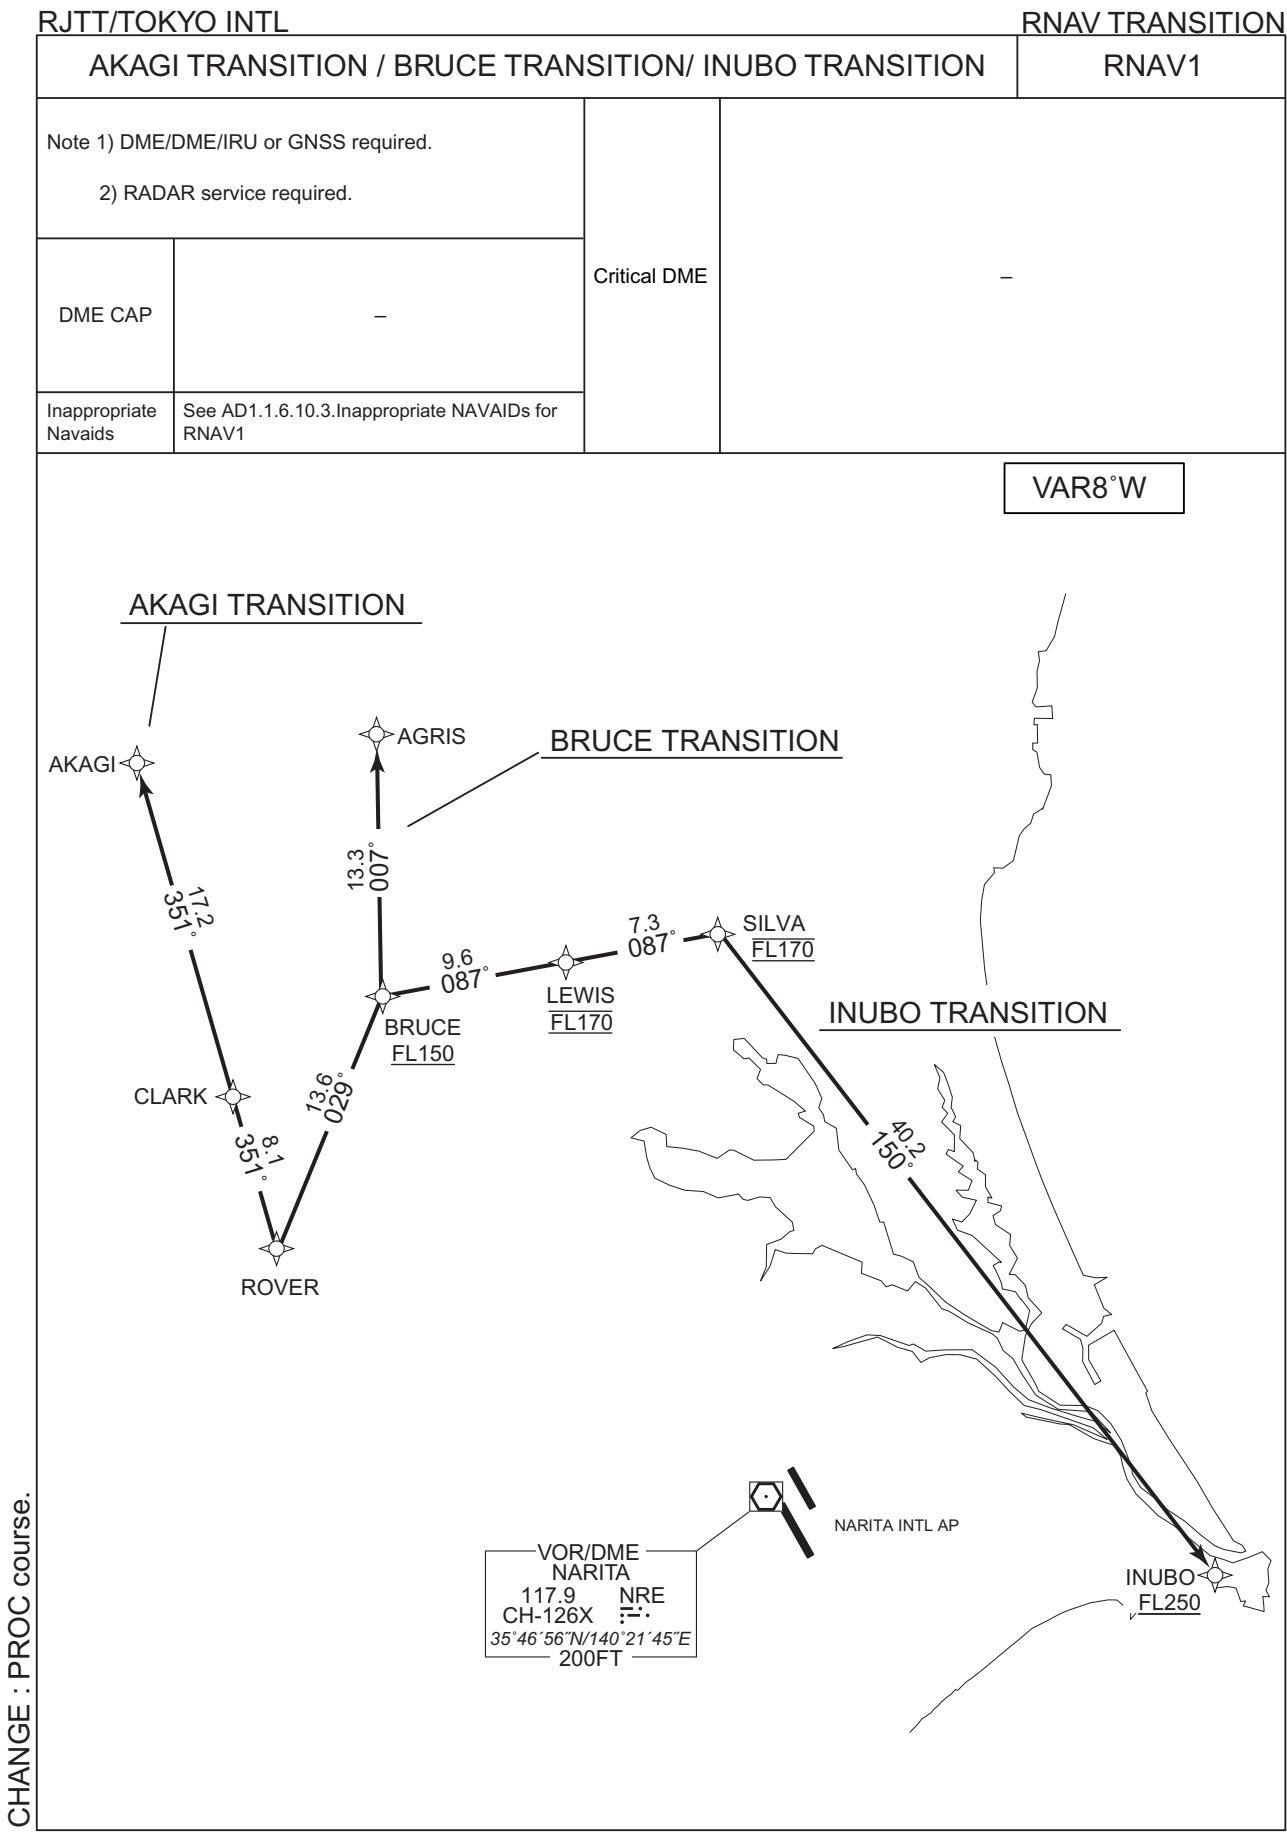 RJTT/TOKYO INTL
RNAV TRANSITION
AKAGI TRANSITION / BRUCE TRANSITION/ INUBO TRANSITION
RNAV1
Note 1) DME/DME/IRU or GNSS required.
2) RADAR service required.
DME CAP
–
Critical DME
–
Inappropriate
Navaids
See AD1.1.6.10.3.Inappropriate NAVAIDs for
RNAV1
VAR8°W
AKAGI TRANSITION
AKAGI
AGRIS
BRUCE TRANSITION
13.3
007°
17.2
351°
SILVA
FL170
7.3
087°
9.6
087°
LEWIS
FL170
INUBO TRANSITION
BRUCE
FL150
CLARK
13.6
029°
8.1
351°
40.2
150°
ROVER
NARITA INTL AP
VOR/DME
NARITA
117.9 NRE
CH-126X
35°46´56˝N/140°21´45˝E
200FT
INUBO
FL250
CHANGE : PROC course.